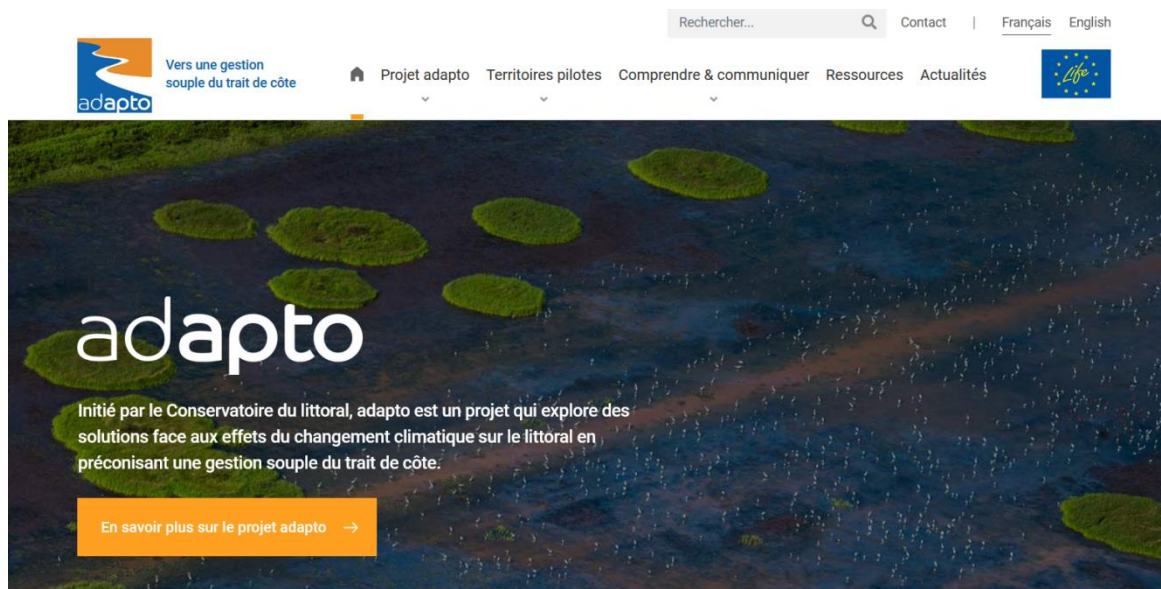 Rechercher...
Contact | Français English
adapto
Vers une gestion
souple du trait de côte
Projet adapto Territoires pilotes Comprendre & communiquer Ressources Actualités
Life
adapto
Initié par le Conservatoire du littoral, adapto est un projet qui explore des
solutions face aux effets du changement climatique sur le littoral en
préconisant une gestion souple du trait de côte.
En savoir plus sur le projet adapto →